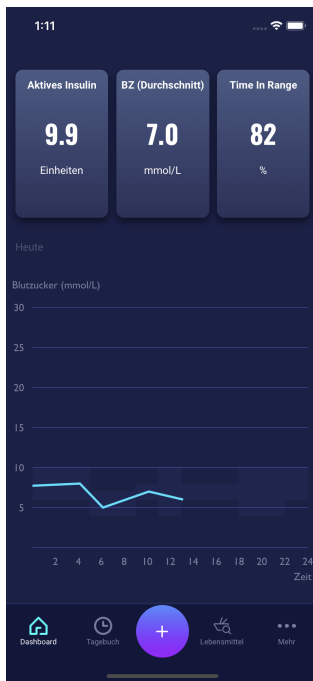 1:11
Aktives Insulin BZ (Durchschnitt) Time In Range
9.9 7.0 82
Einheiten mmol/L %
Heute
Blutzucker (mmol/L)
30
25
20
15
10
5
2 4 6 8 10 12 14 16 18 20 22 24
Zeit
Dashboard Tagebuch + Lebensmittel Mehr